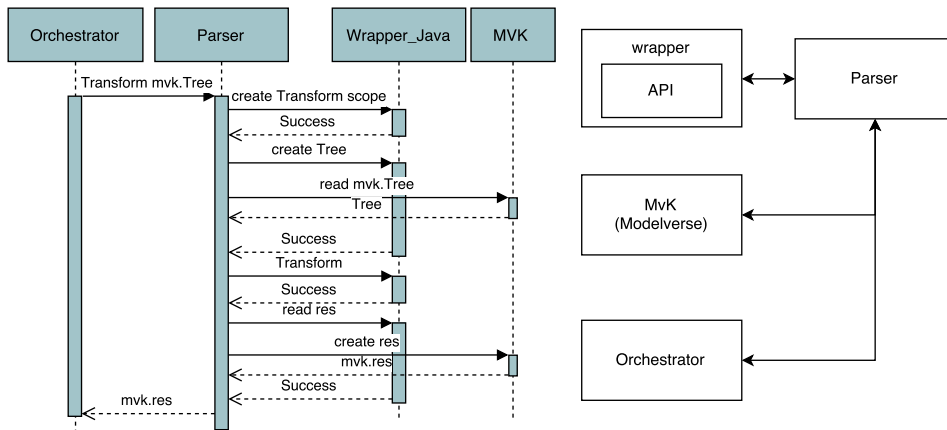 Orchestrator
Parser
Wrapper_Java
MVK
Transform mvk.Tree
create Transform scope
Success
create Tree
read mvk.Tree
Tree
Success
Transform
Success
read res
create res
mvk.res
Success
mvk.res
wrapper
API
Parser
MvK
(Modelverse)
Orchestrator